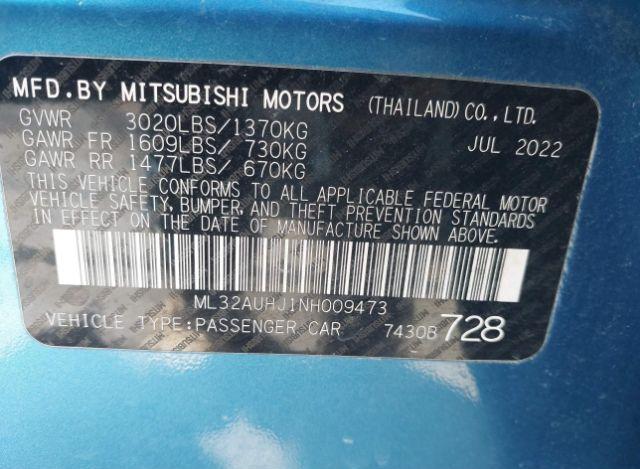 MFD.BY MITSUBISHI MOTORS (THAILAND) CO.,LTD.
GVWR 3020LBS/1370KG JUL 2022
GAWR FR 1609LBS/ 730KG
GAWR RR 1477LBS/ 670KG
THIS VEHICLE CONFORMS TO ALL APPLICABLE FEDERAL MOTOR
VEHICLE SAFETY, BUMPER, AND THEFT PREVENTION STANDARDS
IN EFFECT ON THE DATE OF MANUFACTURE SHOWN ABOVE.
ML32AUHJ1NH009473
VEHICLE TYPE:PASSENGER CAR 7430B 728